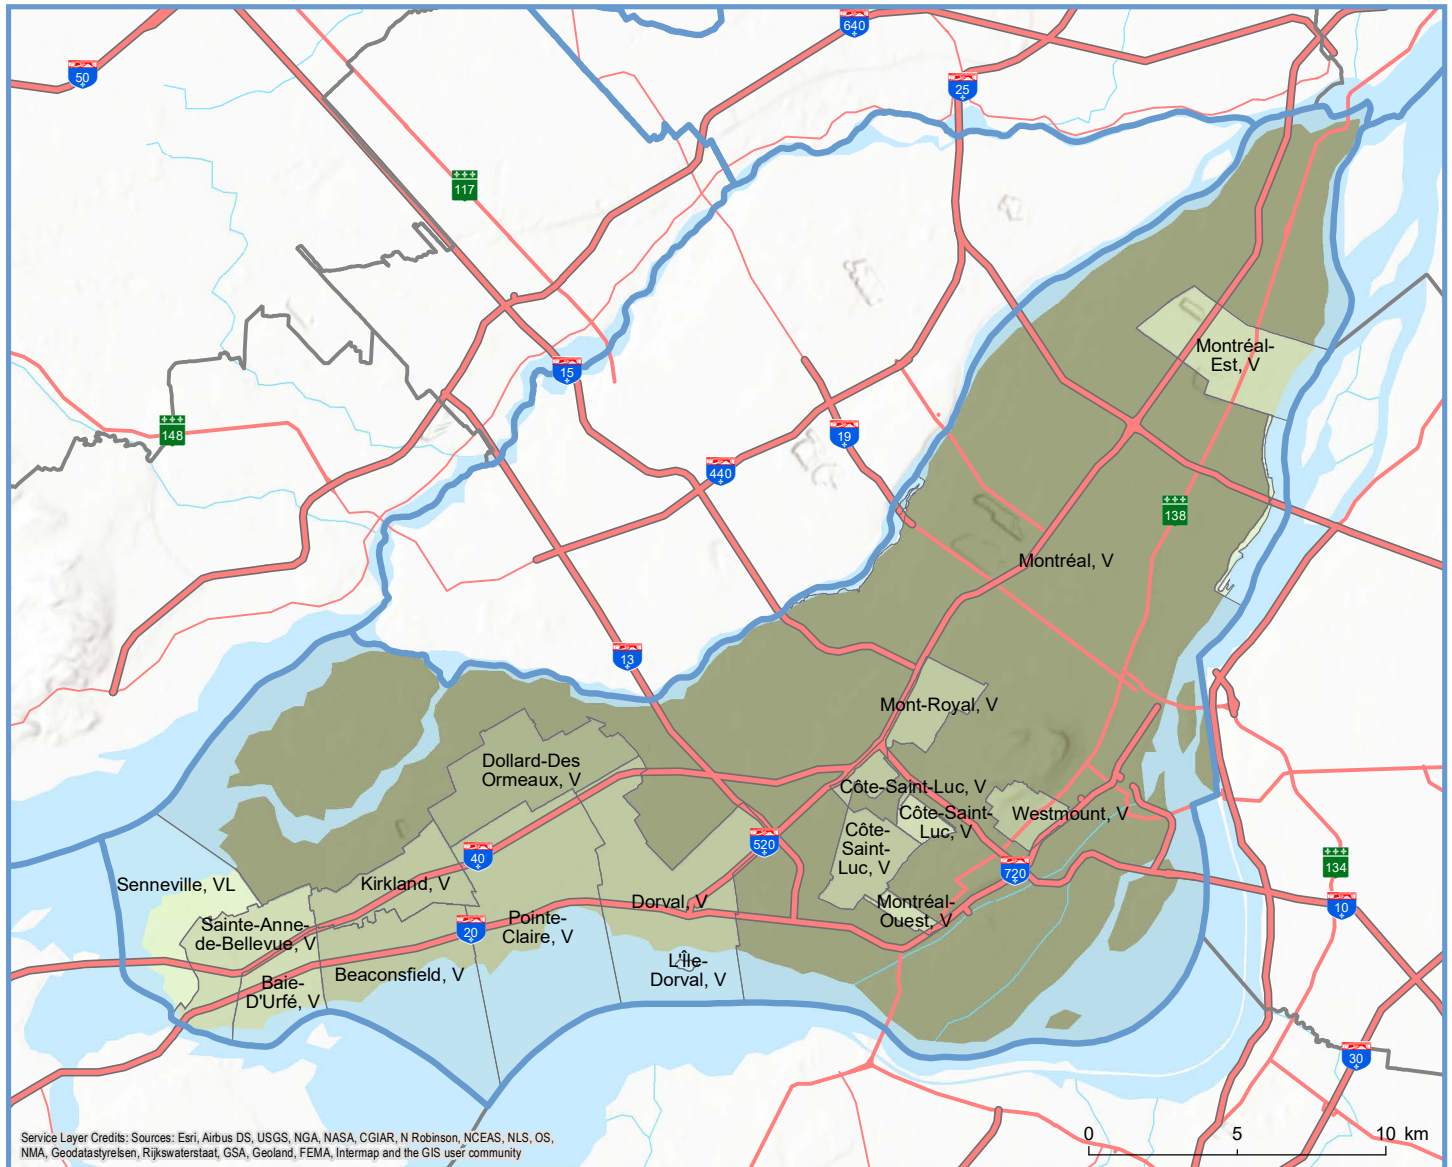 640
50
25
117
15
Montréal-
Est, V
148
19
440
138
Montréal, V
13
Mont-Royal, V
Dollard-Des
Ormeaux, V
Côte-Saint-Luc, V
Côte-Saint-
Luc, V
Westmount, V
Côte-
Saint-
Luc, V
520
40
720
134
Senneville, VL
Kirkland, V
Dorval, V
Montréal-
Ouest, V
10
Pointe-
Claire, V
20
Sainte-Anne-
de-Bellevue, V
L'Île-
Dorval, V
Beaconsfield, V
Baie-
D'Urfé, V
30
0 5 10 km
Service Layer Credits: Sources: Esri, Airbus DS, USGS, NGA, NASA, CGIAR, N Robinson, NCEAS, NLS, OS,
NMA, Geodatastyrelsen, Rijkswaterstaat, GSA, Geoland, FEMA, Intermap and the GIS user community